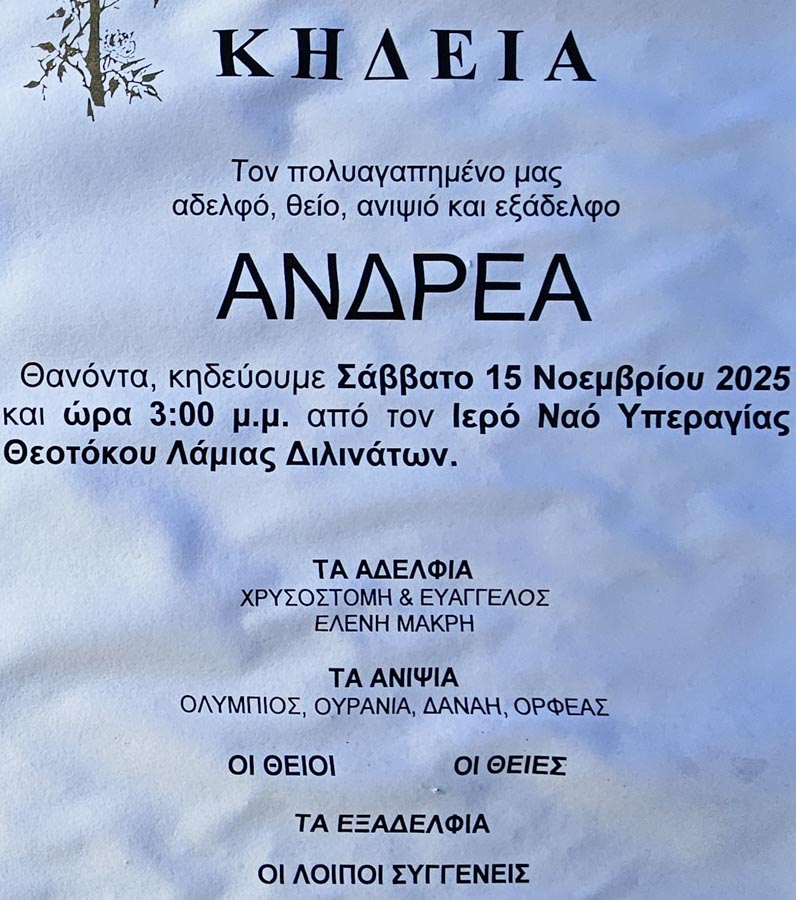 ΚΗΔΕΙΑ
Τον πολυαγαπημένο μας
αδελφό, θείο, ανιψιό και εξάδελφο
ΑΝΔΡΕΑ
Θανόντα, κηδεύουμε Σάββατο 15 Νοεμβρίου 2025
και ώρα 3:00 μ.μ. από τον Ιερό Ναό Υπεραγίας
Θεοτόκου Λάμιας Διλινάτων.
ΤΑ ΑΔΕΛΦΙΑ
ΧΡΥΣΟΣΤΟΜΗ & ΕΥΑΓΓΕΛΟΣ
ΕΛΕΝΗ ΜΑΚΡΗ
ΤΑ ΑΝΙΨΙΑ
ΟΛΥΜΠΙΟΣ, ΟΥΡΑΝΙΑ, ΔΑΝΑΗ, ΟΡΦΕΑΣ
ΟΙ ΘΕΙΟΙ ΟΙ ΘΕΙΕΣ
ΤΑ ΕΞΑΔΕΛΦΙΑ
ΟΙ ΛΟΙΠΟΙ ΣΥΓΓΕΝΕΙΣ